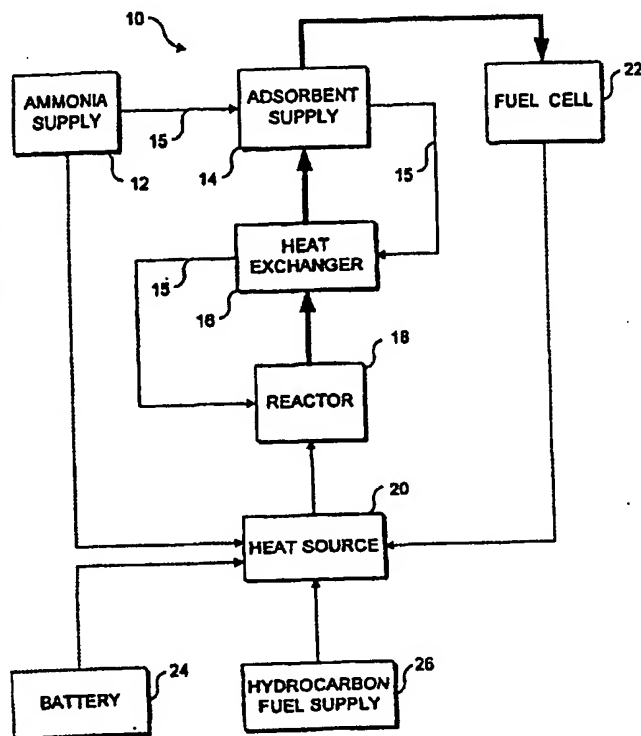 10
AMMONIA
SUPPLY
12
15
ADSORBENT
SUPPLY
14
15
FUEL CELL
22
HEAT
EXCHANGER
16
15
REACTOR
18
HEAT SOURCE
20
BATTERY
24
HYDROCARBON
FUEL SUPPLY
26